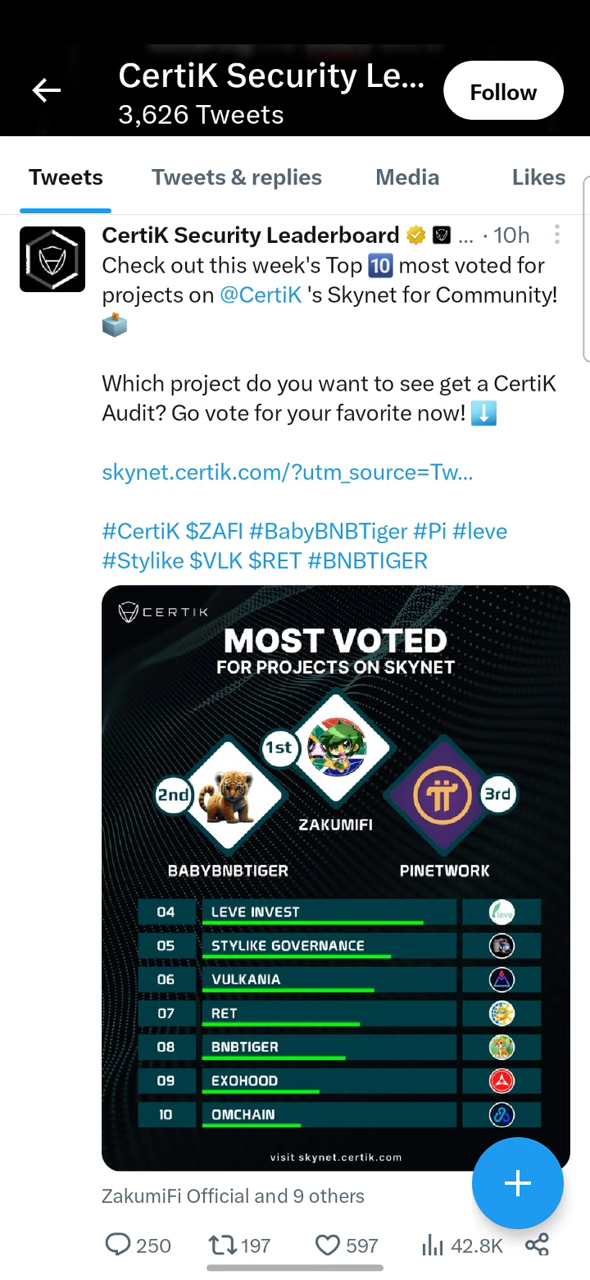 CertiK Security Le...
3,626 Tweets
Follow
Tweets
Tweets & replies
Media
Likes
CertiK Security Leaderboard ... · 10h
Check out this week's Top 10 most voted for
projects on @CertiK 's Skynet for Community!
Which project do you want to see get a CertiK
Audit? Go vote for your favorite now!
skynet.certik.com/?utm_source=Tw...
#CertiK $ZAFI #BabyBNBTiger #Pi #leve
#Stylike $VLK $RET #BNBTIGER
CERTIK
MOST VOTED
FOR PROJECTS ON SKYNET
1st
2nd
3rd
ZAKUMIFI
BABYBNBTIGER
PINETWORK
04 LEVE INVEST leve
05 STYLIKE GOVERNANCE
06 VULKANIA
07 RET
08 BNBTIGER
09 EXOHOOD
10 OMCHAIN
visit skynet.certik.com
ZakumiFi Official and 9 others
250 197 597 42.8K